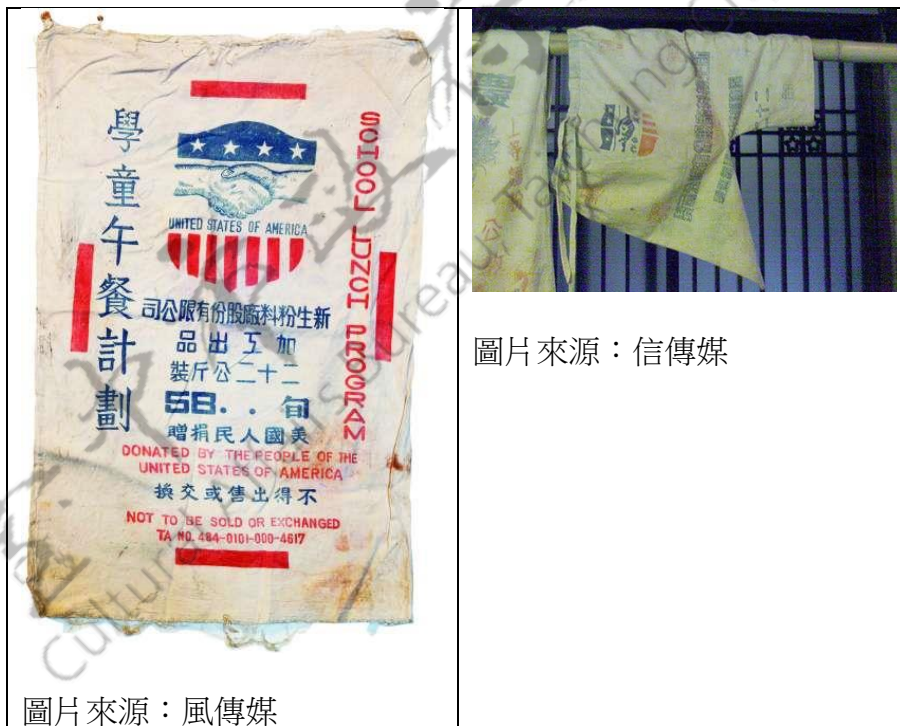 學童午餐計劃
SCHOOL LUNCH PROGRAM
UNITED STATES OF AMERICA
新生粉料廠股份有限公司
加工出品
二十二公斤裝
58. . 旬
美國人民捐贈
DONATED BY THE PEOPLE OF THE
UNITED STATES OF AMERICA
不得出售或交換
NOT TO BE SOLD OR EXCHANGED
TA NO. 484-0101-000-4617
圖片來源：風傳媒
圖片來源：信傳媒